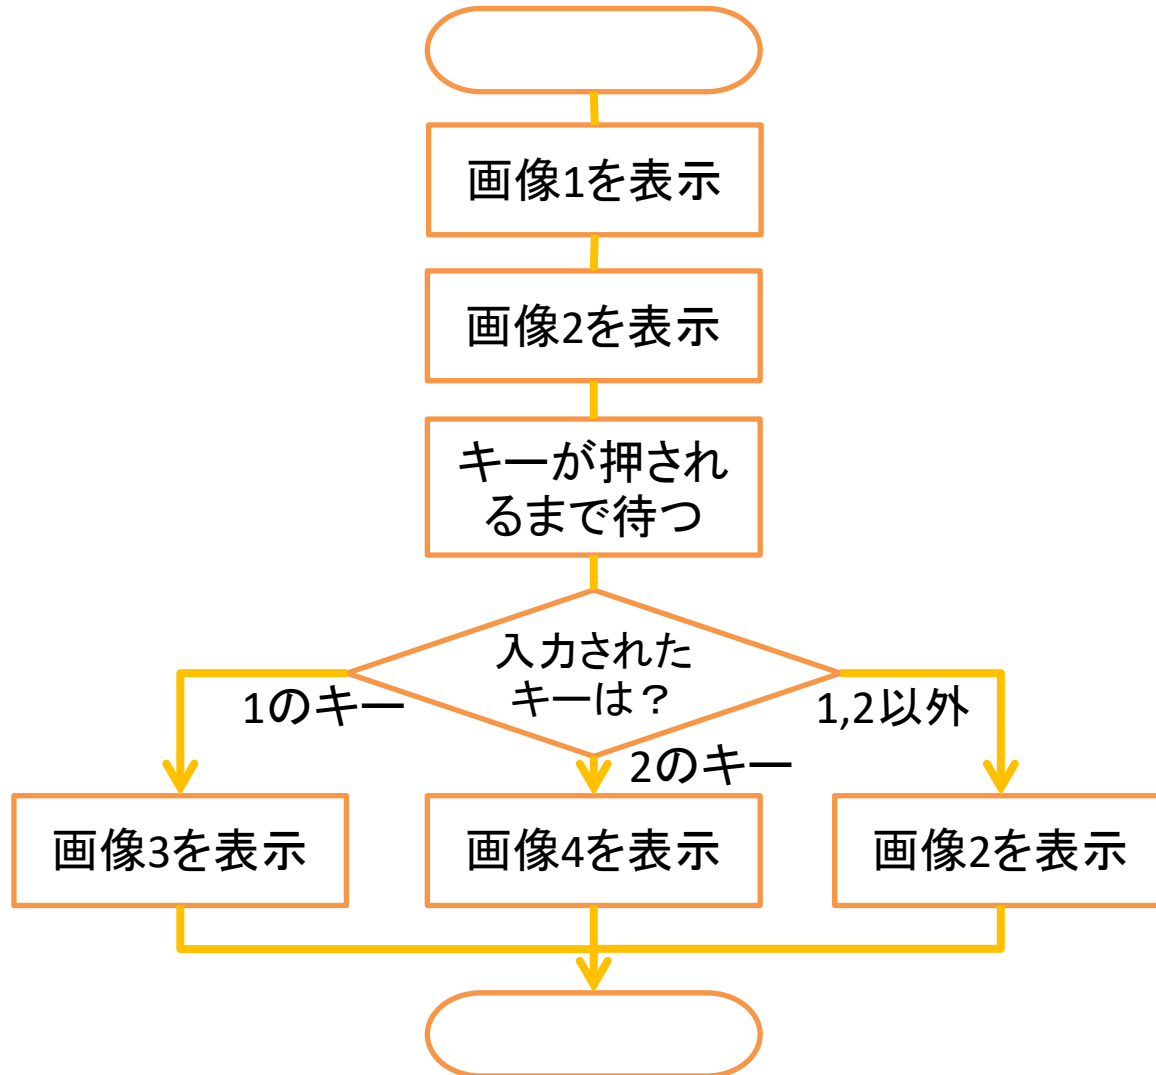 画像1を表示
画像2を表示
キーが押され
るまで待つ
入力された
キーは？
1のキー
1,2以外
2のキー
画像3を表示
画像4を表示
画像2を表示